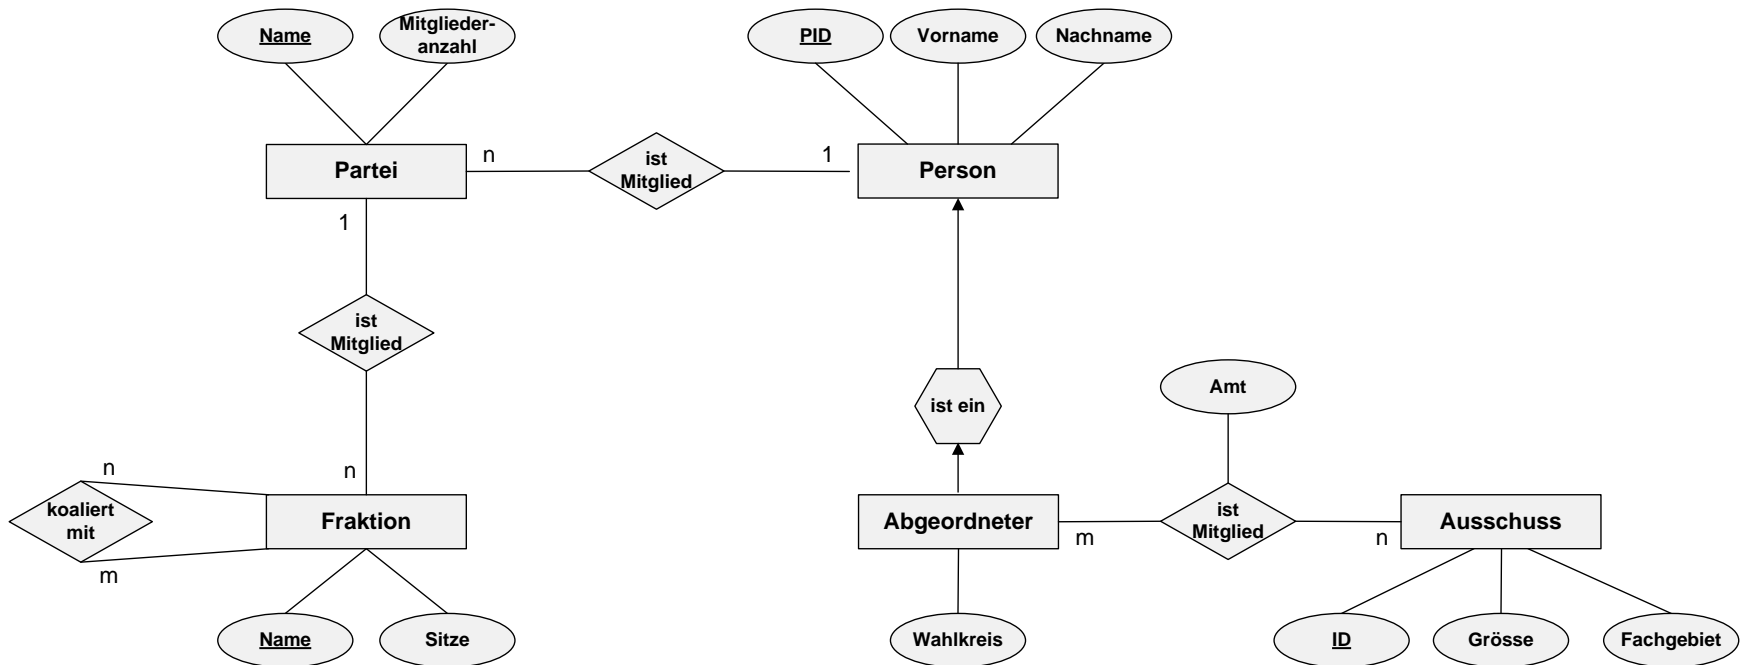 Name
Mitglieder-
anzahl
PID
Vorname
Nachname
Partei
n
ist
Mitglied
1
Person
1
ist
Mitglied
n
ist ein
Amt
n
koaliert
mit
m
Fraktion
Abgeordneter
m
ist
Mitglied
n
Ausschuss
Name
Sitze
Wahlkreis
ID
Grösse
Fachgebiet